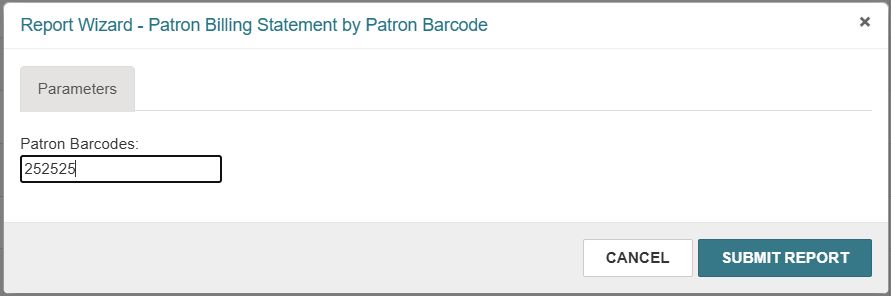 Report Wizard - Patron Billing Statement by Patron Barcode
×
Parameters
Patron Barcodes:
252525
CANCEL
SUBMIT REPORT